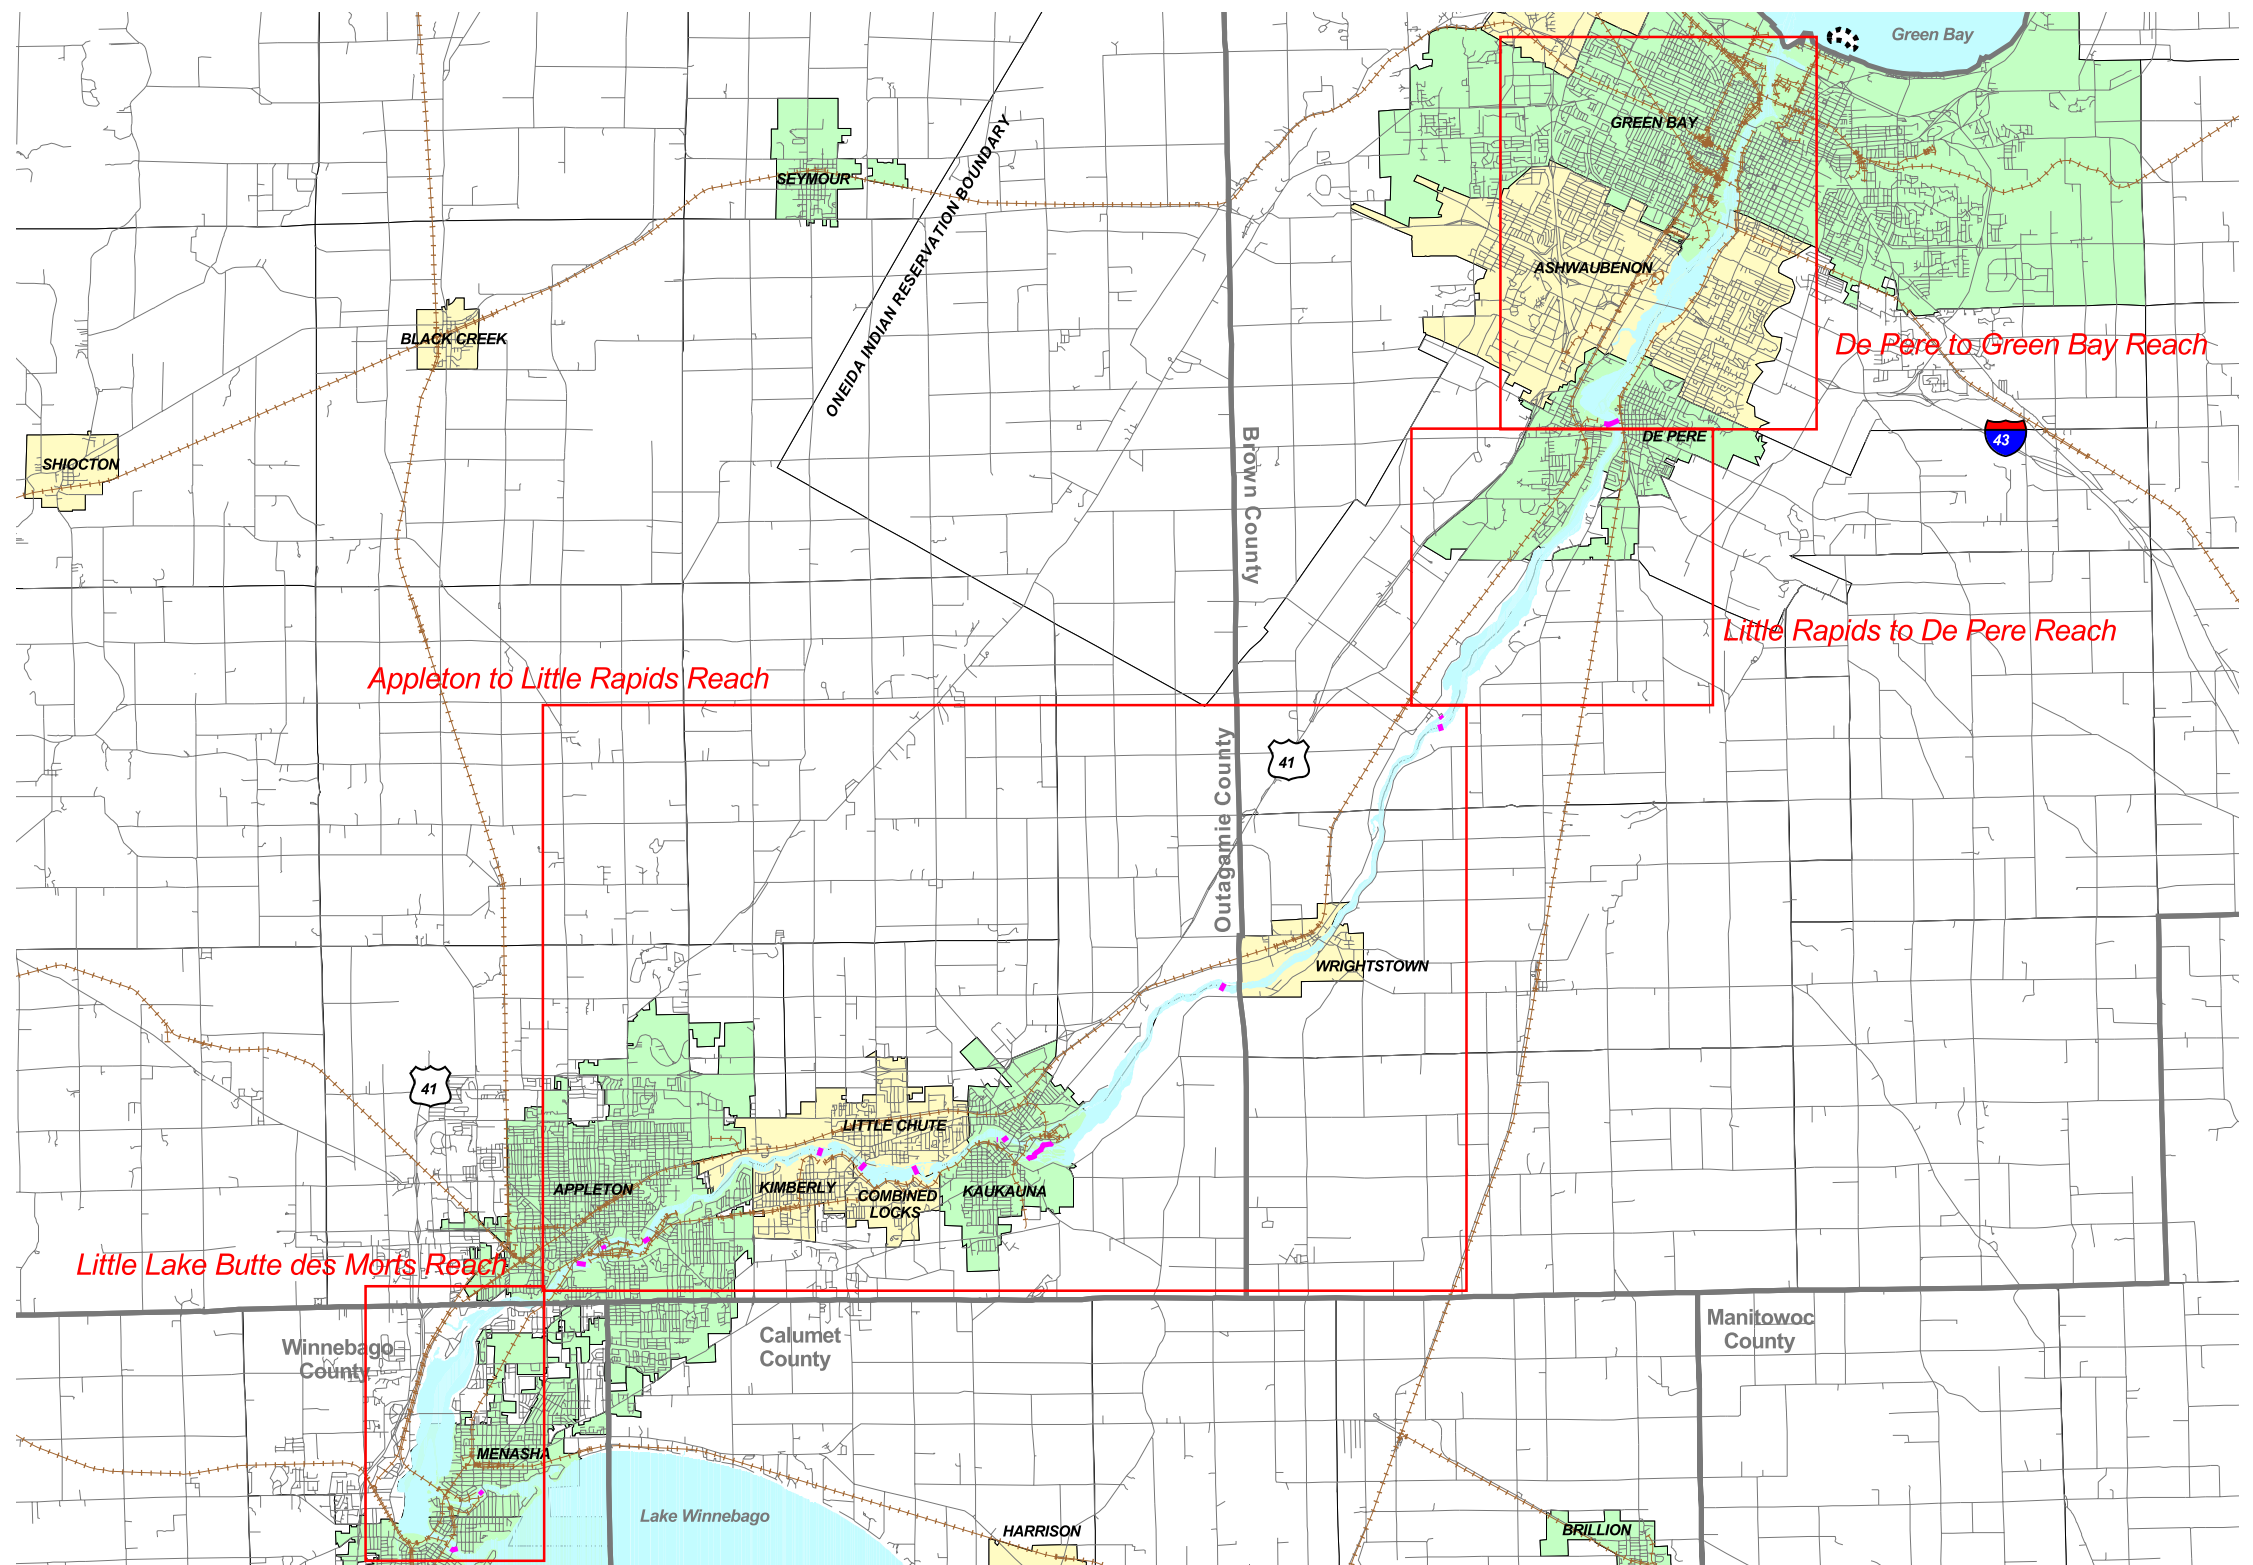 Green Bay
GREEN BAY
SEYMOUR
ONEIDA INDIAN RESERVATION BOUNDARY
ASHWAUBENON
BLACK CREEK
De Pere to Green Bay Reach
DE PERE
43
SHIOCTON
Brown County
Little Rapids to De Pere Reach
Appleton to Little Rapids Reach
41
Outagamie County
WRIGHTSTOWN
41
LITTLE CHUTE
APPLETON
KIMBERLY
COMBINED
LOCKS
KAUKAUNA
Little Lake Butte des Morts Reach
Winnebago
County
Calumet
County
Manitowoc
County
MENASHA
Lake Winnebago
HARRISON
BRILLION